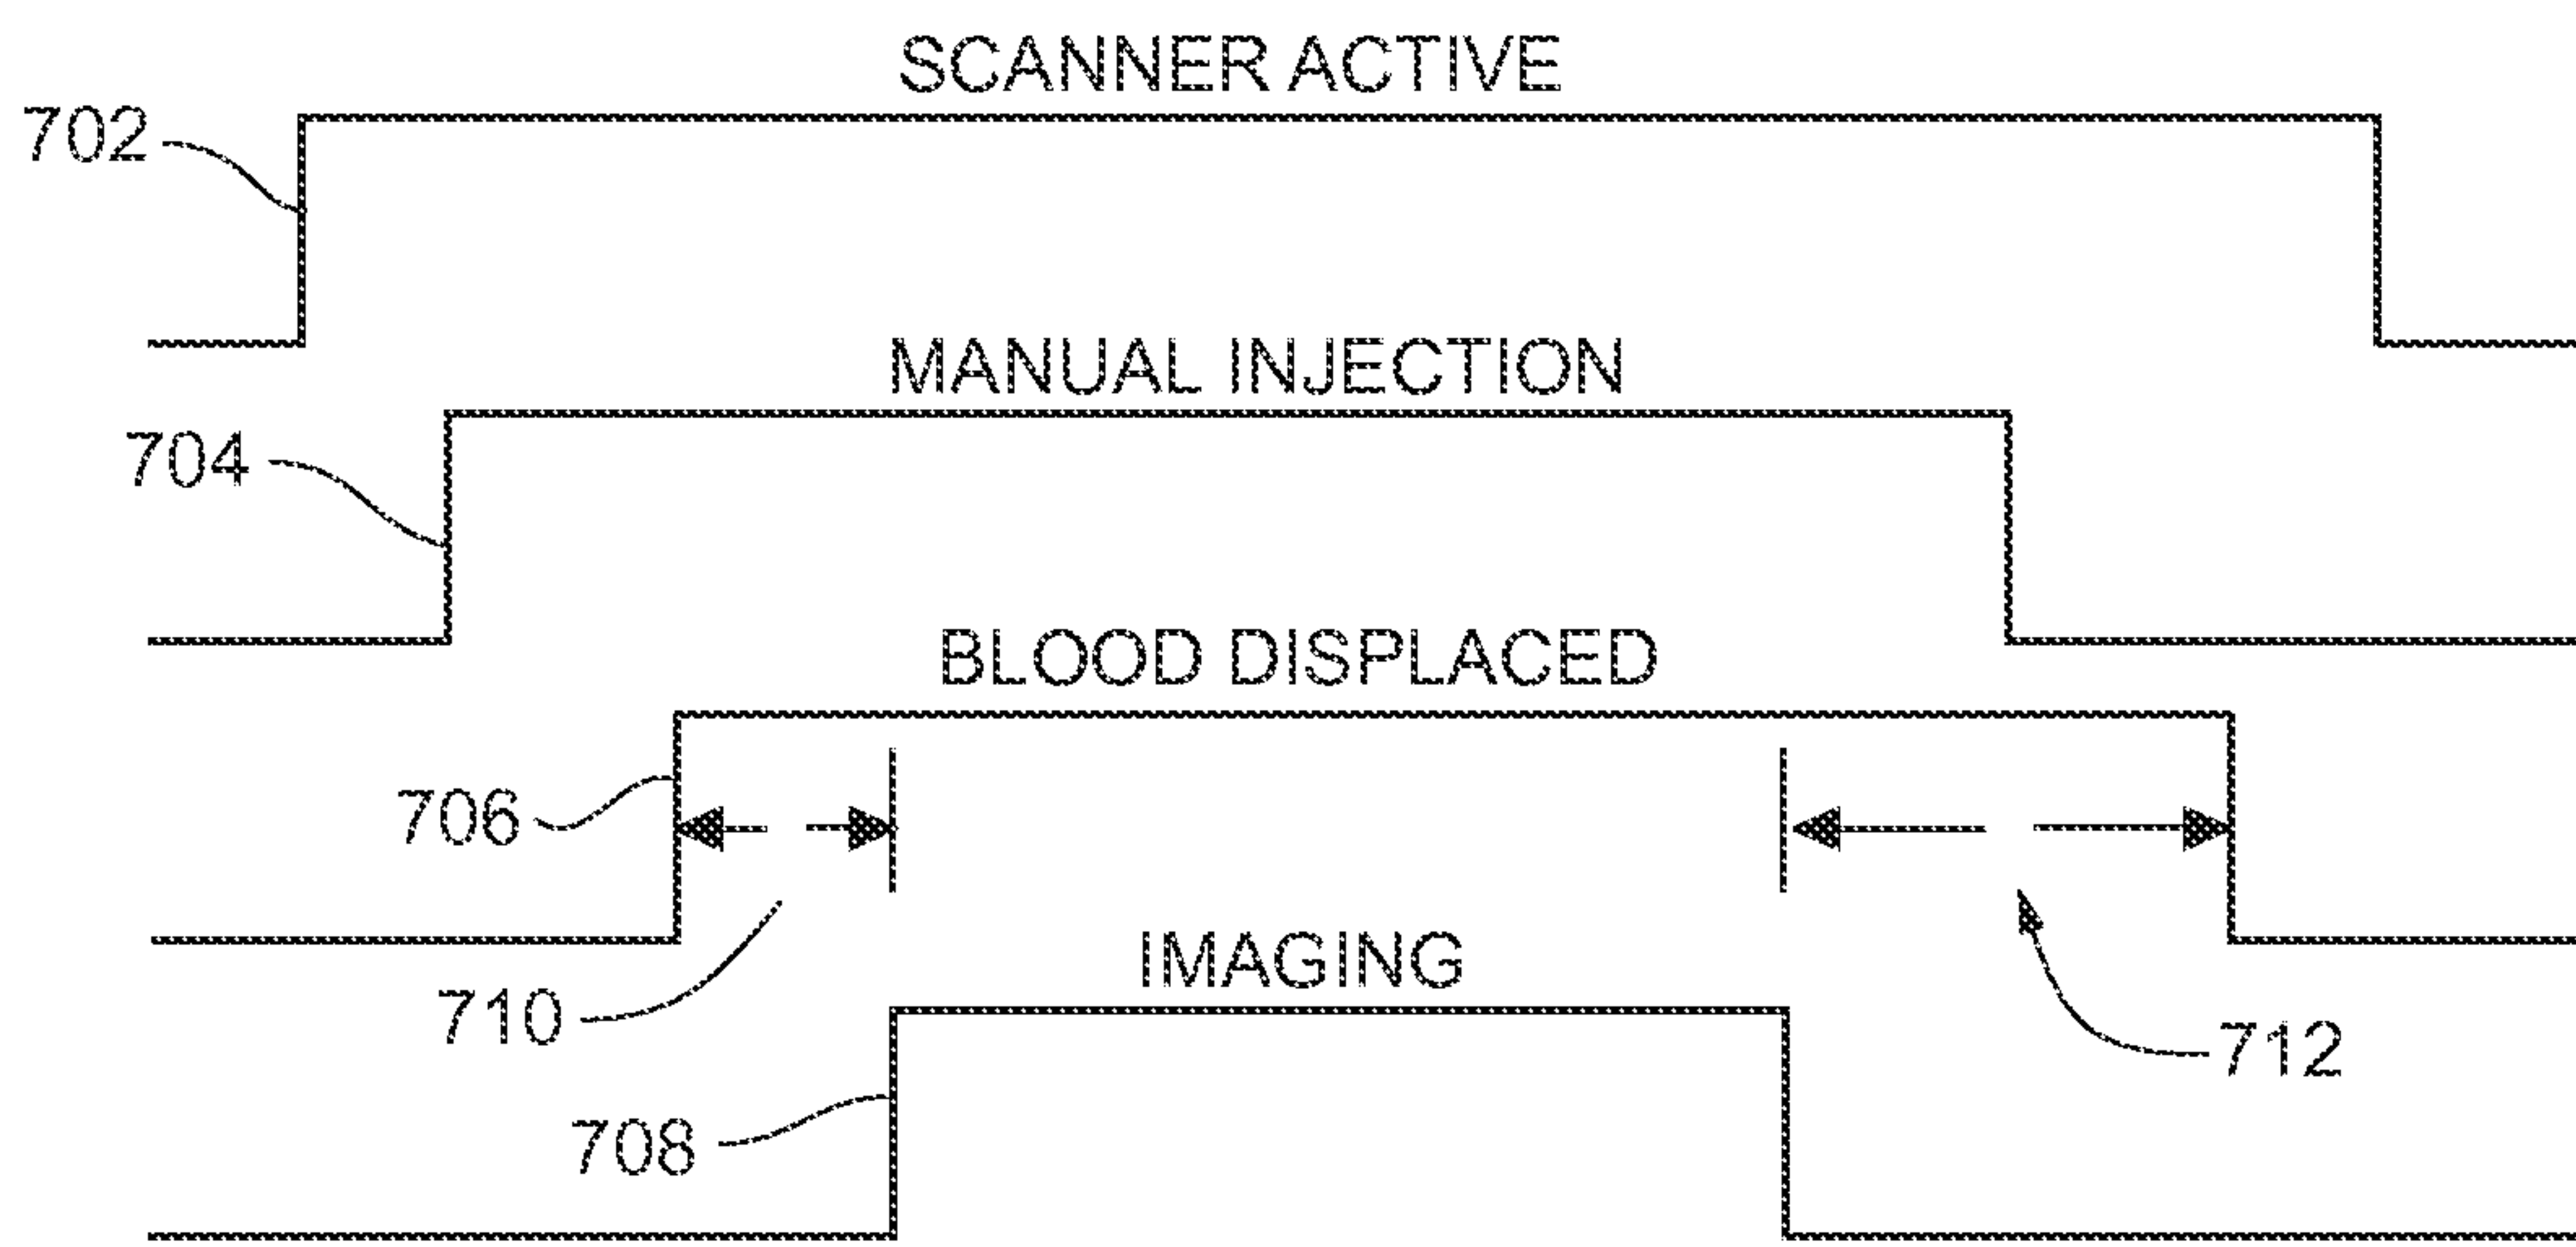 SCANNER ACTIVE
702
MANUAL INJECTION
704
BLOOD DISPLACED
706
710
IMAGING
712
708